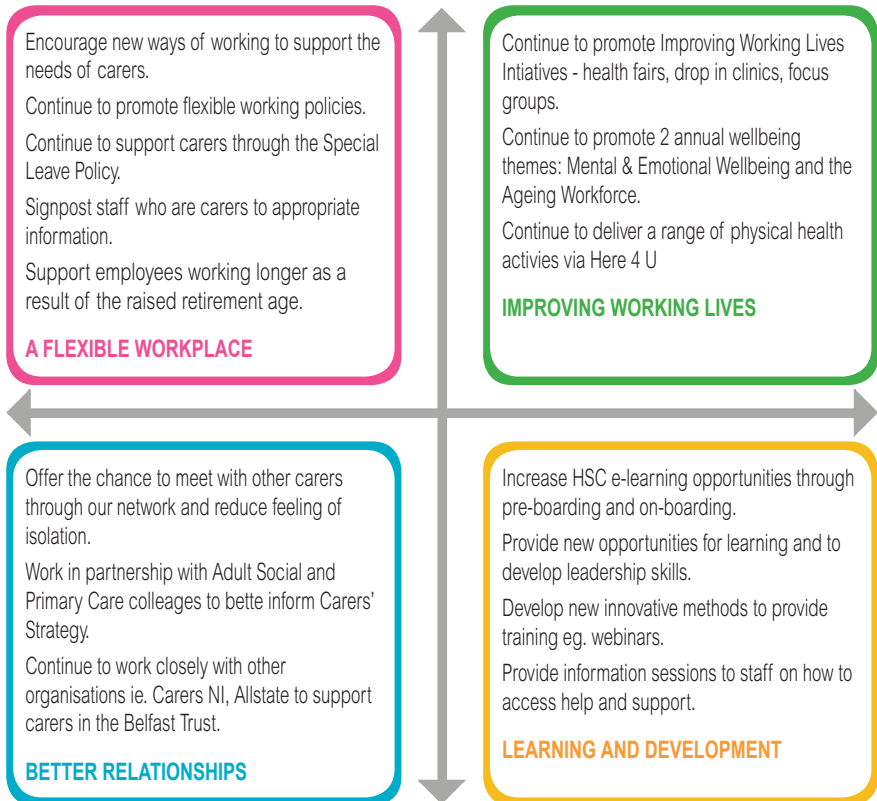 Encourage new ways of working to support the
needs of carers.
Continue to promote flexible working policies.
Continue to support carers through the Special
Leave Policy.
Signpost staff who are carers to appropriate
information.
Support employees working longer as a
result of the raised retirement age.
A FLEXIBLE WORKPLACE
Continue to promote Improving Working Lives
Intiatives - health fairs, drop in clinics, focus
groups.
Continue to promote 2 annual wellbeing
themes: Mental & Emotional Wellbeing and the
Ageing Workforce.
Continue to deliver a range of physical health
activies via Here 4 U
IMPROVING WORKING LIVES
Offer the chance to meet with other carers
through our network and reduce feeling of
isolation.
Work in partnership with Adult Social and
Primary Care colleages to bette inform Carers'
Strategy.
Continue to work closely with other
organisations ie. Carers NI, Allstate to support
carers in the Belfast Trust.
BETTER RELATIONSHIPS
Increase HSC e-learning opportunities through
pre-boarding and on-boarding.
Provide new opportunities for learning and to
develop leadership skills.
Develop new innovative methods to provide
training eg. webinars.
Provide information sessions to staff on how to
access help and support.
LEARNING AND DEVELOPMENT